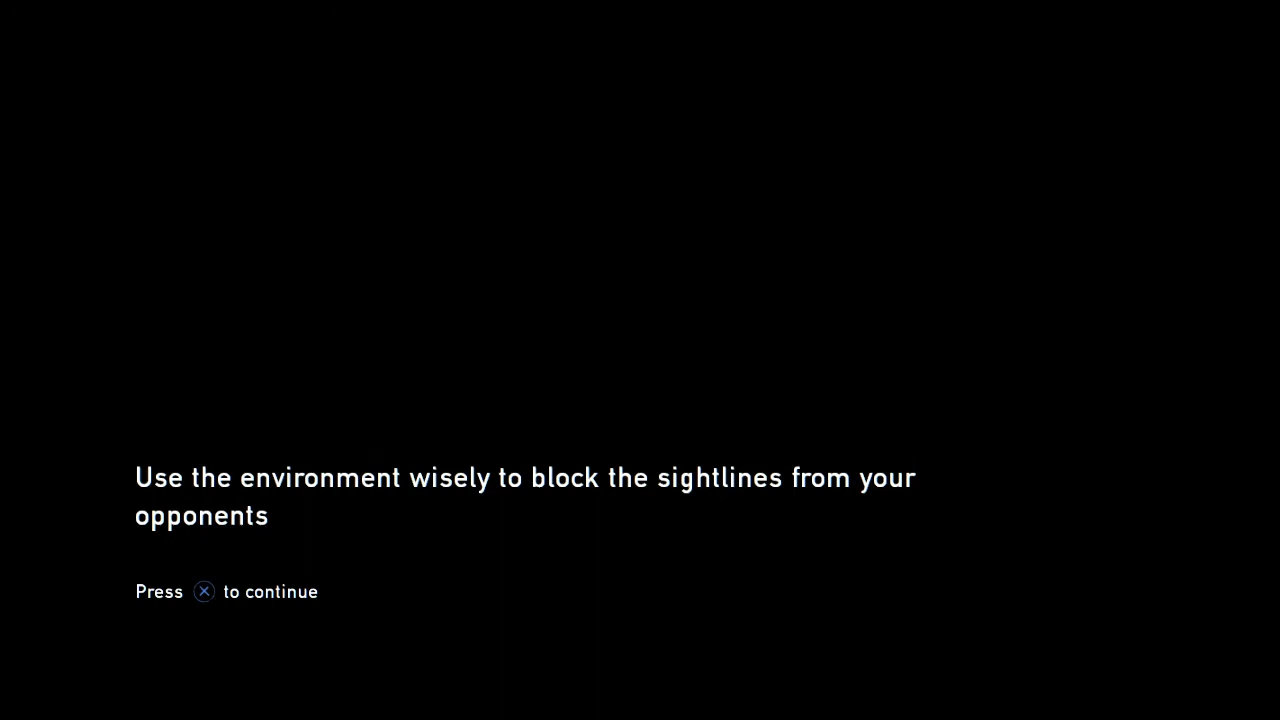 Use the environment wisely to block the sightlines from your
opponents
Press ⓧ to continue